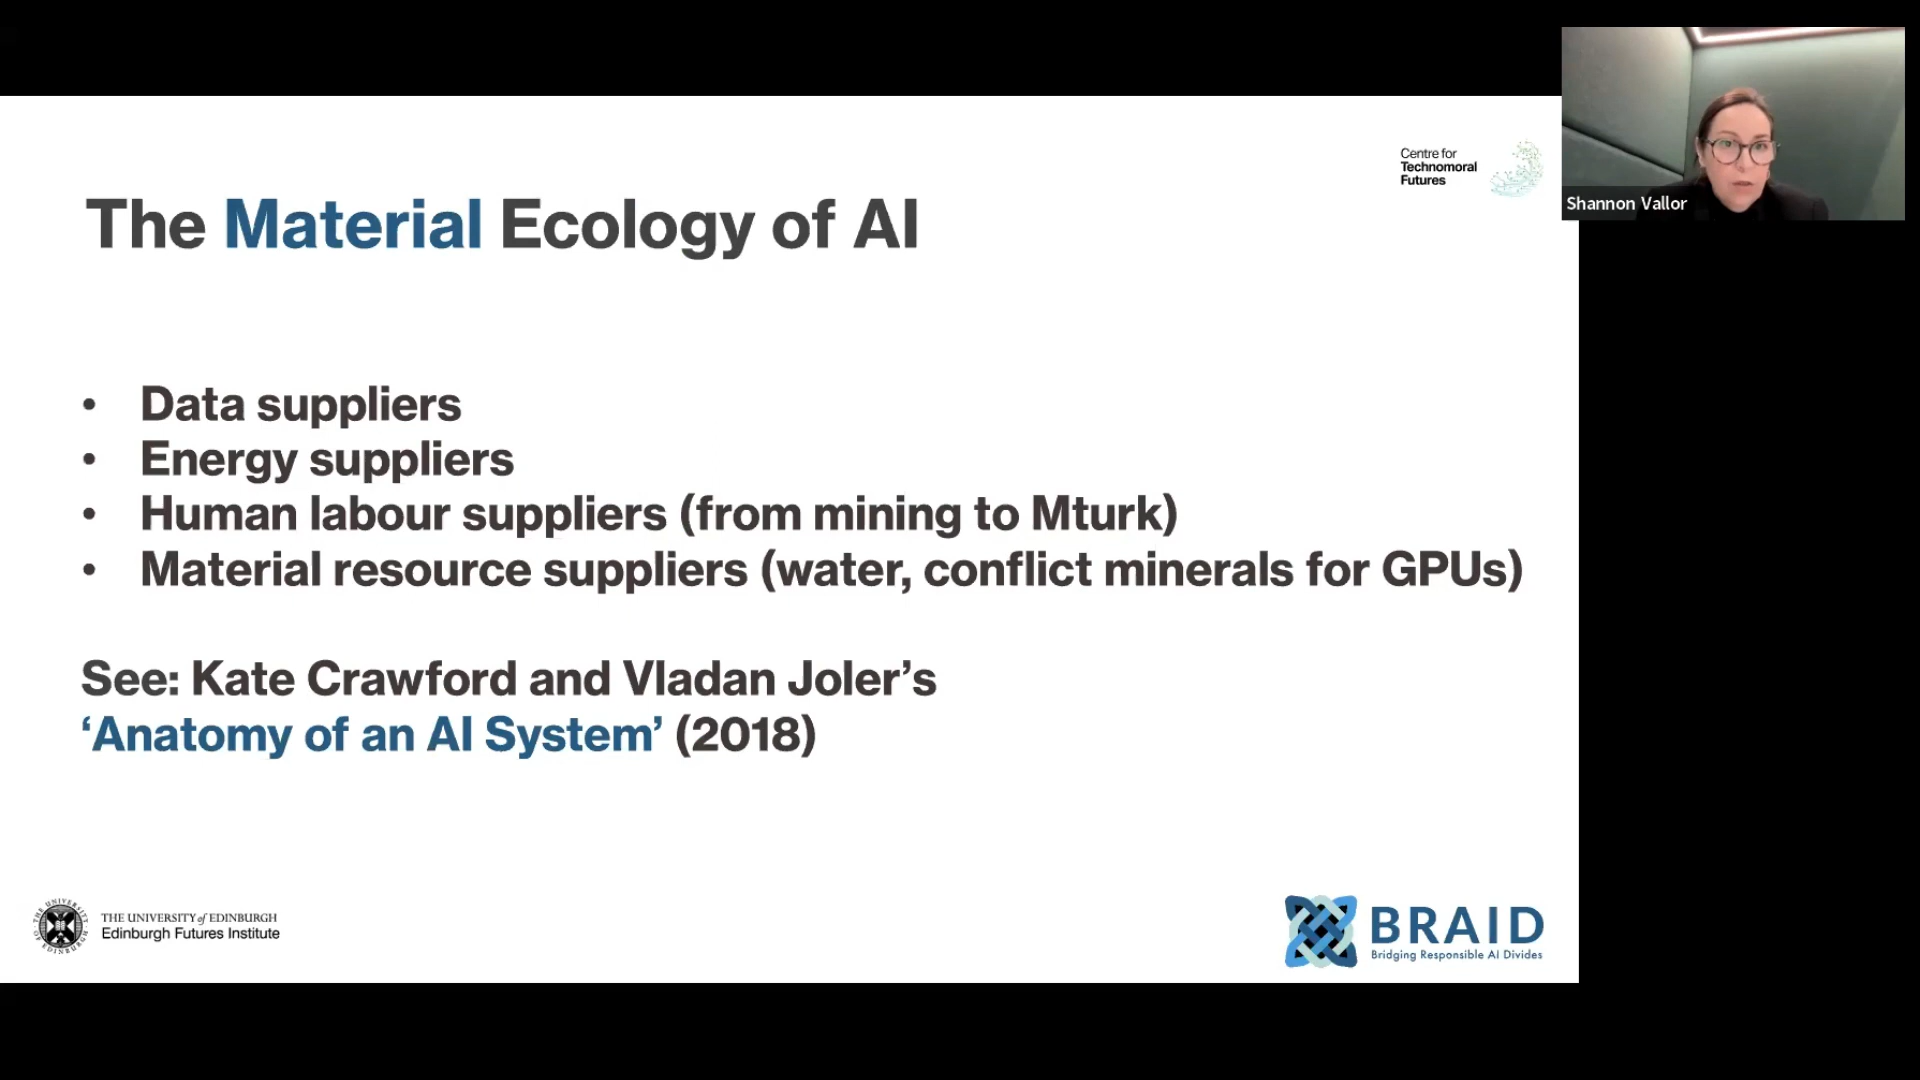 Centre for
Technomoral
Futures
Shannon Vallor
The Material Ecology of AI
• Data suppliers
• Energy suppliers
• Human labour suppliers (from mining to Mturk)
• Material resource suppliers (water, conflict minerals for GPUs)
See: Kate Crawford and Vladan Joler’s
‘Anatomy of an AI System’ (2018)
THE UNIVERSITY of EDINBURGH
Edinburgh Futures Institute
BRAID
Bridging Responsible AI Divides